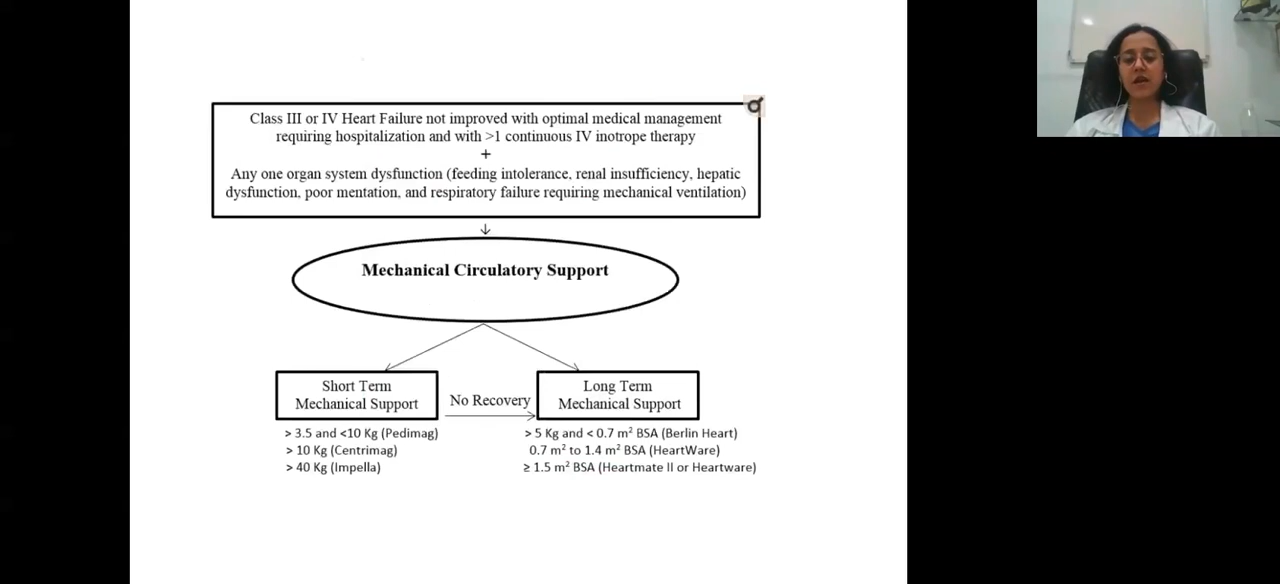 Class III or IV Heart Failure not improved with optimal medical management
requiring hospitalization and with >1 continuous IV inotrope therapy
+
Any one organ system dysfunction (feeding intolerance, renal insufficiency, hepatic
dysfunction, poor mentation, and respiratory failure requiring mechanical ventilation)
Mechanical Circulatory Support
Short Term
Mechanical Support
No Recovery
Long Term
Mechanical Support
> 3.5 and <10 Kg (Pedimag)
> 10 Kg (Centrimag)
> 40 Kg (Impella)
> 5 Kg and < 0.7 m² BSA (Berlin Heart)
0.7 m² to 1.4 m² BSA (HeartWare)
≥ 1.5 m² BSA (Heartmate II or Heartware)